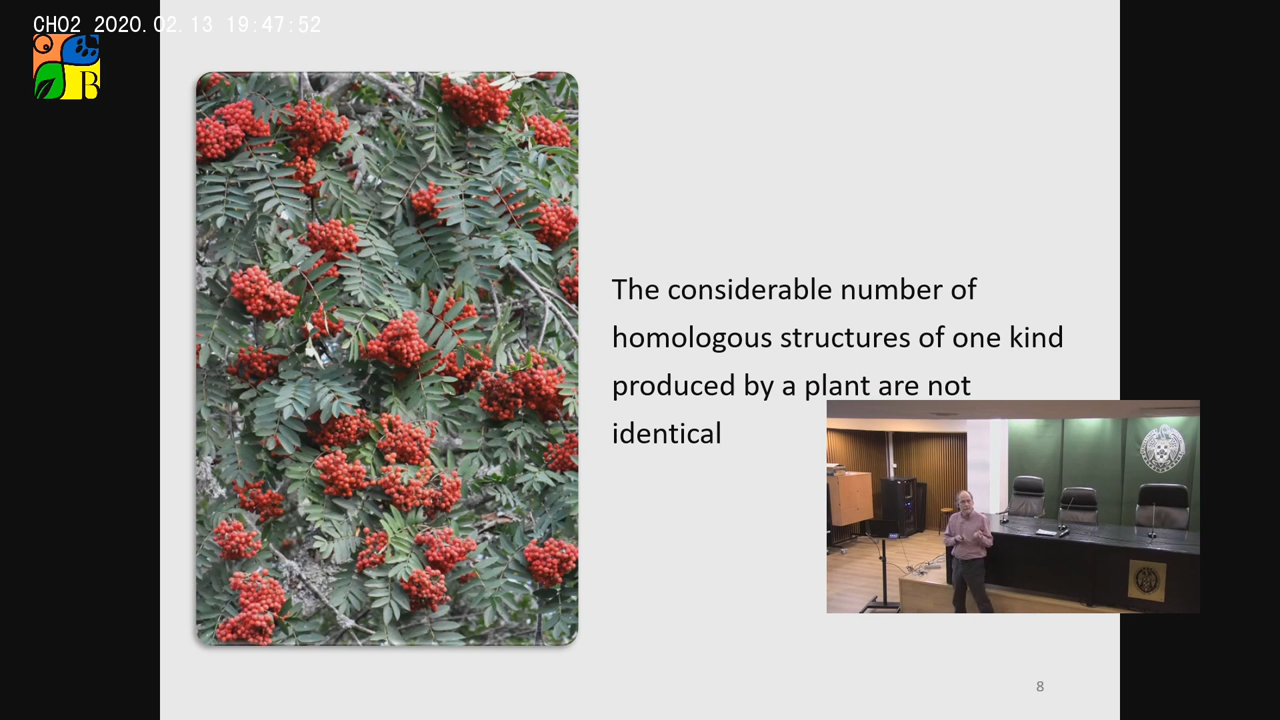 CH02 2020.02.13 19:47:52
B
The considerable number of
homologous structures of one kind
produced by a plant are not
identical
8